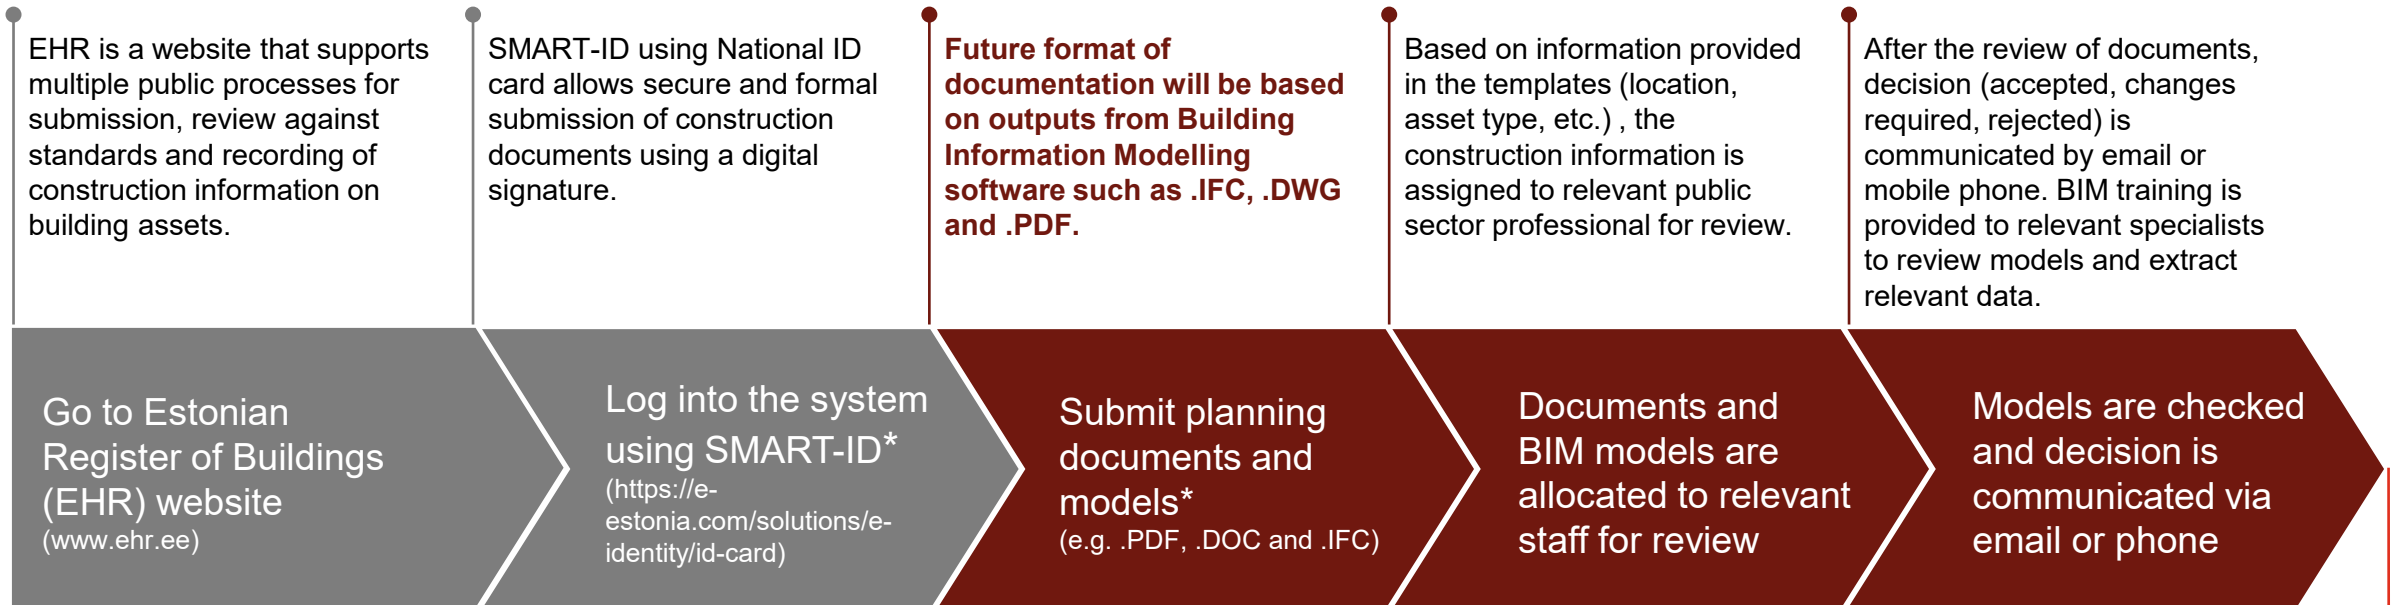 EHR is a website that supports
multiple public processes for
submission, review against
standards and recording of
construction information on
building assets.
SMART-ID using National ID
card allows secure and formal
submission of construction
documents using a digital
signature.
Future format of
documentation will be based
on outputs from Building
Information Modelling
software such as .IFC, .DWG
and .PDF.
Based on information provided
in the templates (location,
asset type, etc.) , the
construction information is
assigned to relevant public
sector professional for review.
After the review of documents,
decision (accepted, changes
required, rejected) is
communicated by email or
mobile phone. BIM training is
provided to relevant specialists
to review models and extract
relevant data.
Go to Estonian
Register of Buildings
(EHR) website
(www.ehr.ee)
Log into the system
using SMART-ID*
(https://e-
estonia.com/solutions/e-
identity/id-card)
Submit planning
documents and
models*
(e.g. .PDF, .DOC and .IFC)
Documents and
BIM models are
allocated to relevant
staff for review
Models are checked
and decision is
communicated via
email or phone